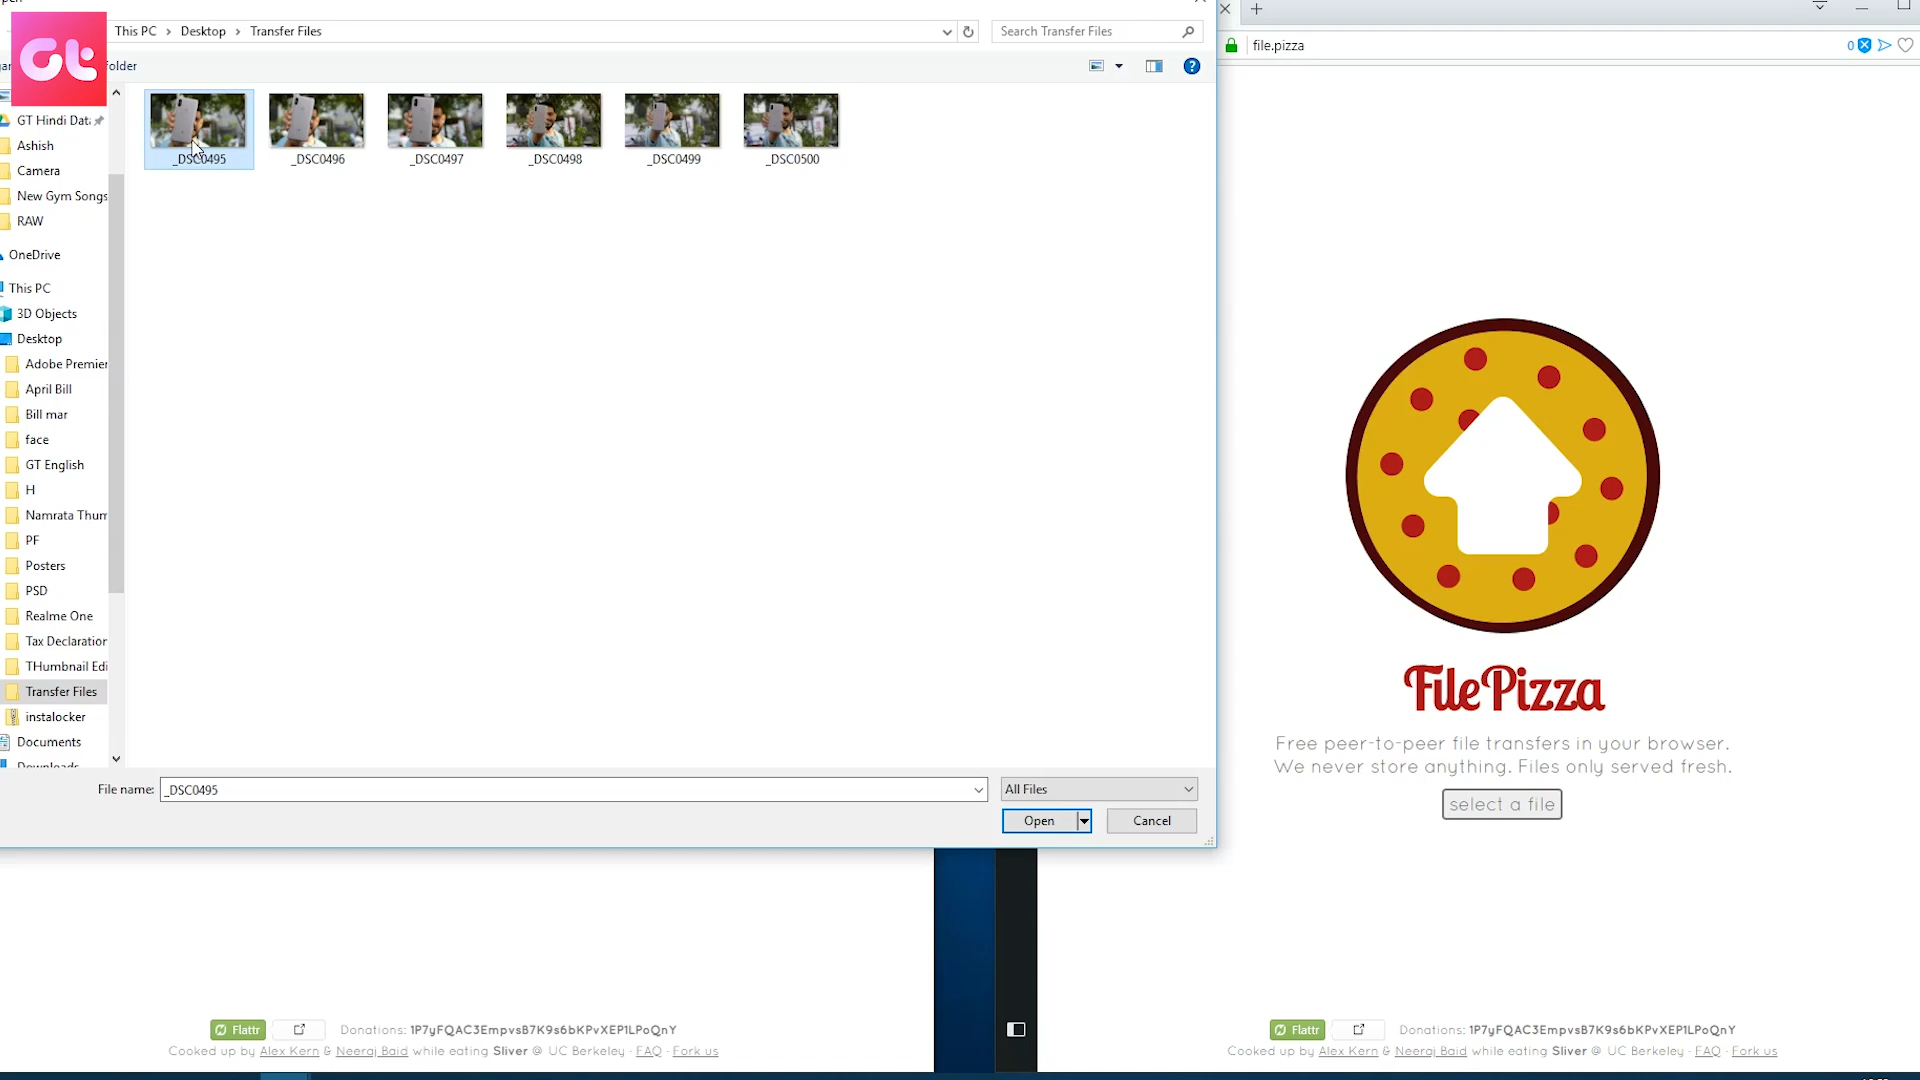 Gt
This PC > Desktop > Transfer Files
Search Transfer Files
file.pizza
0
older
GT Hindi Dat
Ashish
Camera
New Gym Songs
RAW
OneDrive
This PC
3D Objects
Desktop
Adobe Premier
April Bill
Bill mar
face
GT English
H
Namrata Thum
PF
Posters
PSD
Realme One
Tax Declaration
THumbnail Edi
Transfer Files
instalocker
Documents
_DSC0495
_DSC0496
_DSC0497
_DSC0498
_DSC0499
_DSC0500
File name: _DSC0495
All Files
Open
Cancel
FilePizza
Free peer-to-peer file transfers in your browser.
We never store anything. Files only served fresh.
select a file
Flattr
Donations: 1P7yFQAC3EmpvsB7K9s6bKPvXEP1LPoQnY
Cooked up by Alex Kern & Neeraj Baid while eating Sliver @ UC Berkeley · FAQ · Fork us
Flattr
Donations: 1P7yFQAC3EmpvsB7K9s6bKPvXEP1LPoQnY
Cooked up by Alex Kern & Neeraj Baid while eating Sliver @ UC Berkeley · FAQ · Fork us